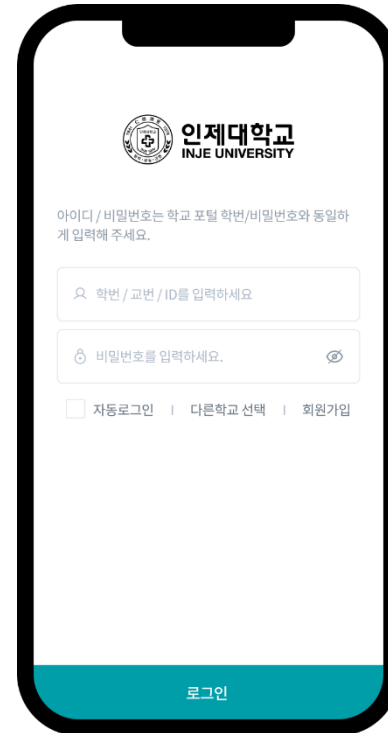 인제대학교
INJE UNIVERSITY
아이디 / 비밀번호는 학교 포털 학번/비밀번호와 동일하
게 입력해 주세요.
학번 / 교번 / ID를 입력하세요
비밀번호를 입력하세요.
자동로그인 | 다른학교 선택 | 회원가입
로그인